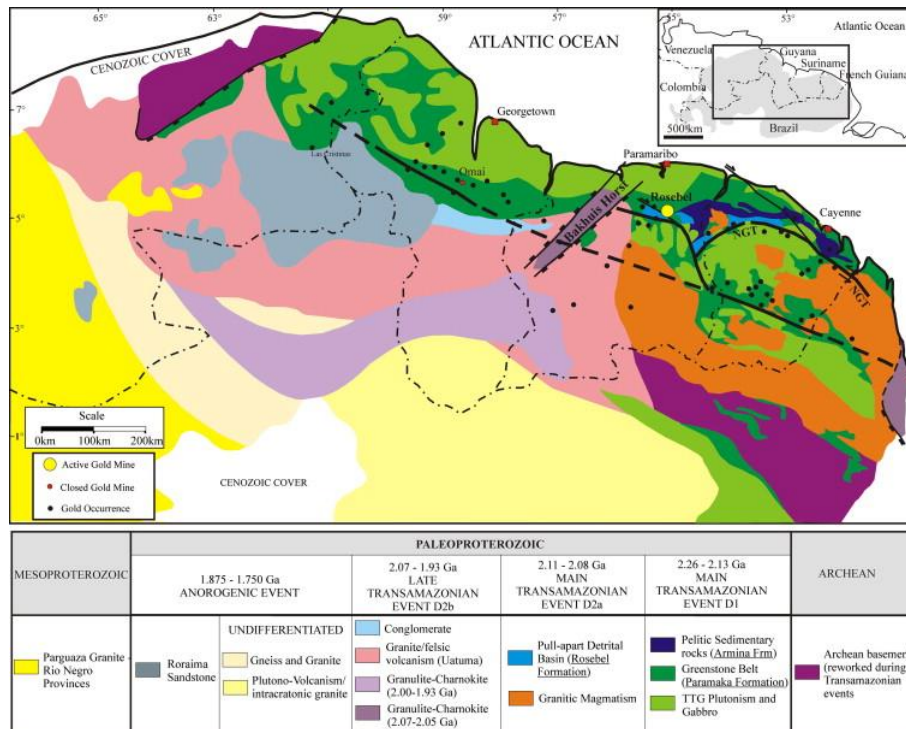 65°
63°
59°
57°
55°
53°
ATLANTIC OCEAN
CENOZOIC COVER
7°
5°
3°
1°
Georgetown
Las Cristinas
Omai
Paramaribo
Bakhuis Horst
Rosebel
Cayenne
NGT
NGT
Atlantic Ocean
Venezuela
Guyana
Suriname
French Guiana
Colombia
Brazil
500 km
Scale
0km 100km 200km
Active Gold Mine
Closed Gold Mine
Gold Occurrence
CENOZOIC COVER
MESOPROTEROZOIC
PALEOPROTEROZOIC
ARCHEAN
1.875 - 1.750 Ga
ANOROGENIC EVENT
2.07 - 1.93 Ga
LATE
TRANSAMAZONIAN
EVENT D2b
2.11 - 2.08 Ga
MAIN
TRANSAMAZONIAN
EVENT D2a
2.26 - 2.13 Ga
MAIN
TRANSAMAZONIAN
EVENT D1
Parguaza Granite -
Rio Negro
Provinces
Roraima
Sandstone
UNDIFFERENTIATED
Gneiss and Granite
Plutono-Volcanism/
intracratonic granite
Conglomerate
Granite/felsic
volcanism (Uatuma)
Granulite-Charnokite
(2.00-1.93 Ga)
Granulite-Charnokite
(2.07-2.05 Ga)
Pull-apart Detrital
Basin (Rosebel
Formation)
Granitic Magmatism
Pelitic Sedimentary
rocks (Armina Frm)
Greenstone Belt
(Paramaka Formation)
TTG Plutonism and
Gabbro
Archean basement
(reworked during
Transamazonian
events)